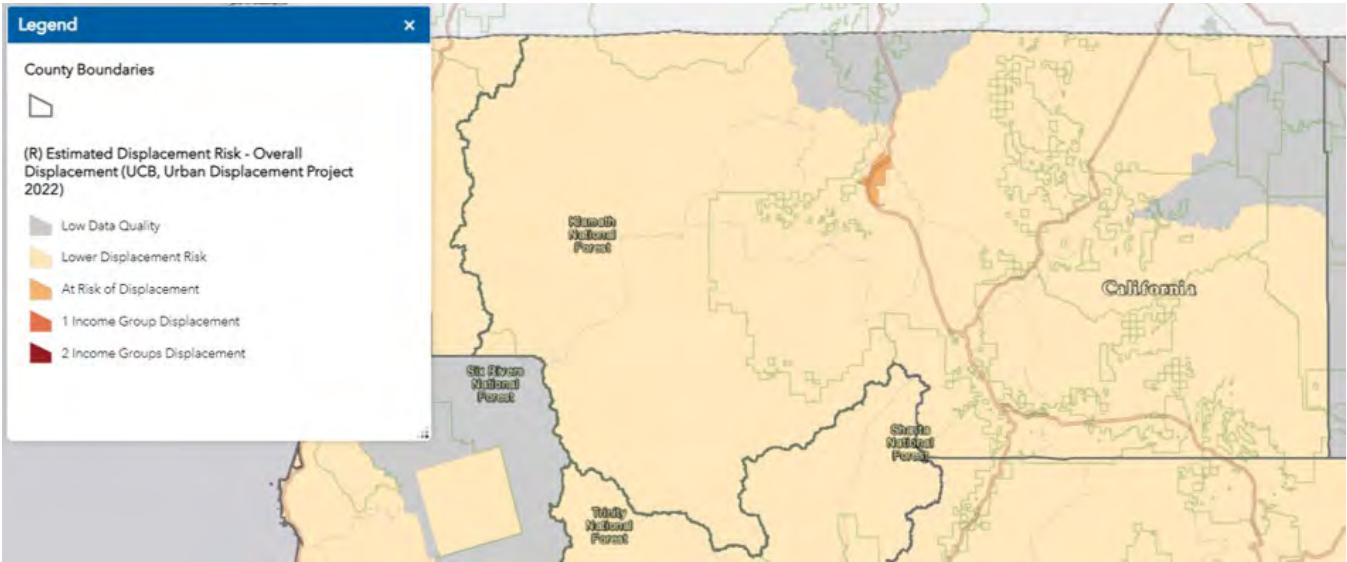 Legend ×
County Boundaries
(R) Estimated Displacement Risk - Overall
Displacement (UCB, Urban Displacement Project
2022)
Low Data Quality
Lower Displacement Risk
At Risk of Displacement
1 Income Group Displacement
2 Income Groups Displacement
Klamath
National
Forest
California
Six Rivers
National
Forest
Shasta
National
Forest
Trinity
National
Forest